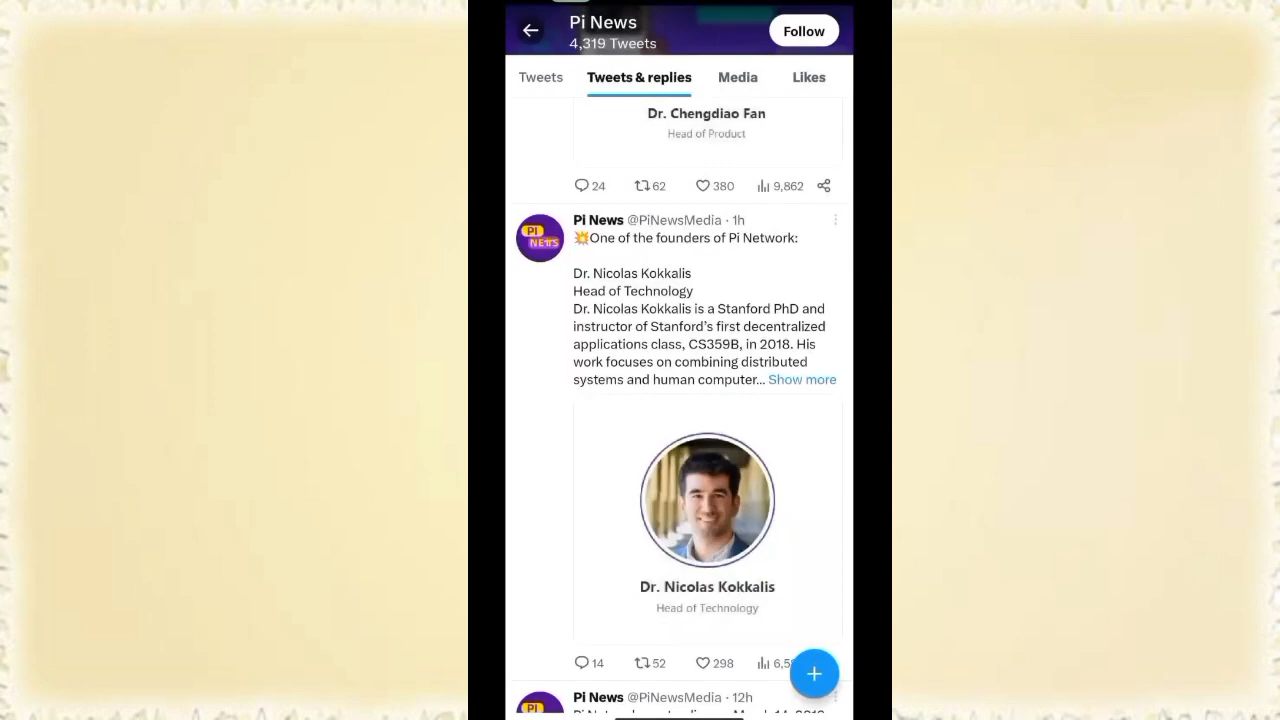 Pi News
4,319 Tweets
Follow
Tweets Tweets & replies Media Likes
Dr. Chengdiao Fan
Head of Product
24 62 380 9,862
PI
NEWS
Pi News @PiNewsMedia · 1h
💥One of the founders of Pi Network:
Dr. Nicolas Kokkalis
Head of Technology
Dr. Nicolas Kokkalis is a Stanford PhD and
instructor of Stanford’s first decentralized
applications class, CS359B, in 2018. His
work focuses on combining distributed
systems and human computer... Show more
Dr. Nicolas Kokkalis
Head of Technology
14 52 298
Pi News @PiNewsMedia · 12h
PI